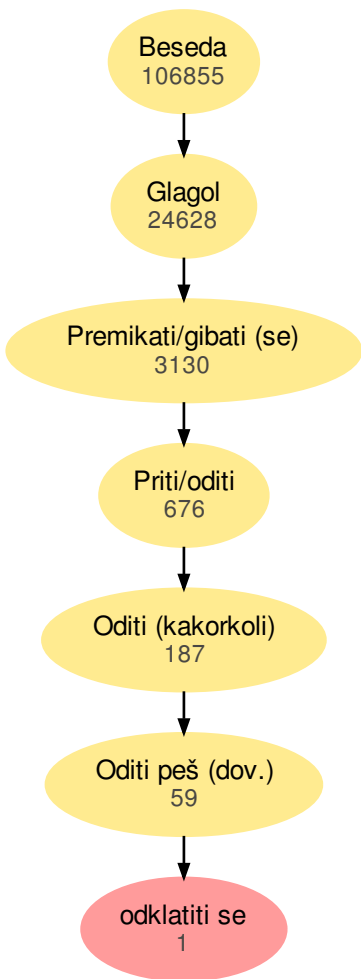 Beseda
106855
Glagol
24628
Premikati/gibati (se)
3130
Priti/oditi
676
Oditi (kakorkoli)
187
Oditi peš (dov.)
59
odklatiti se
1